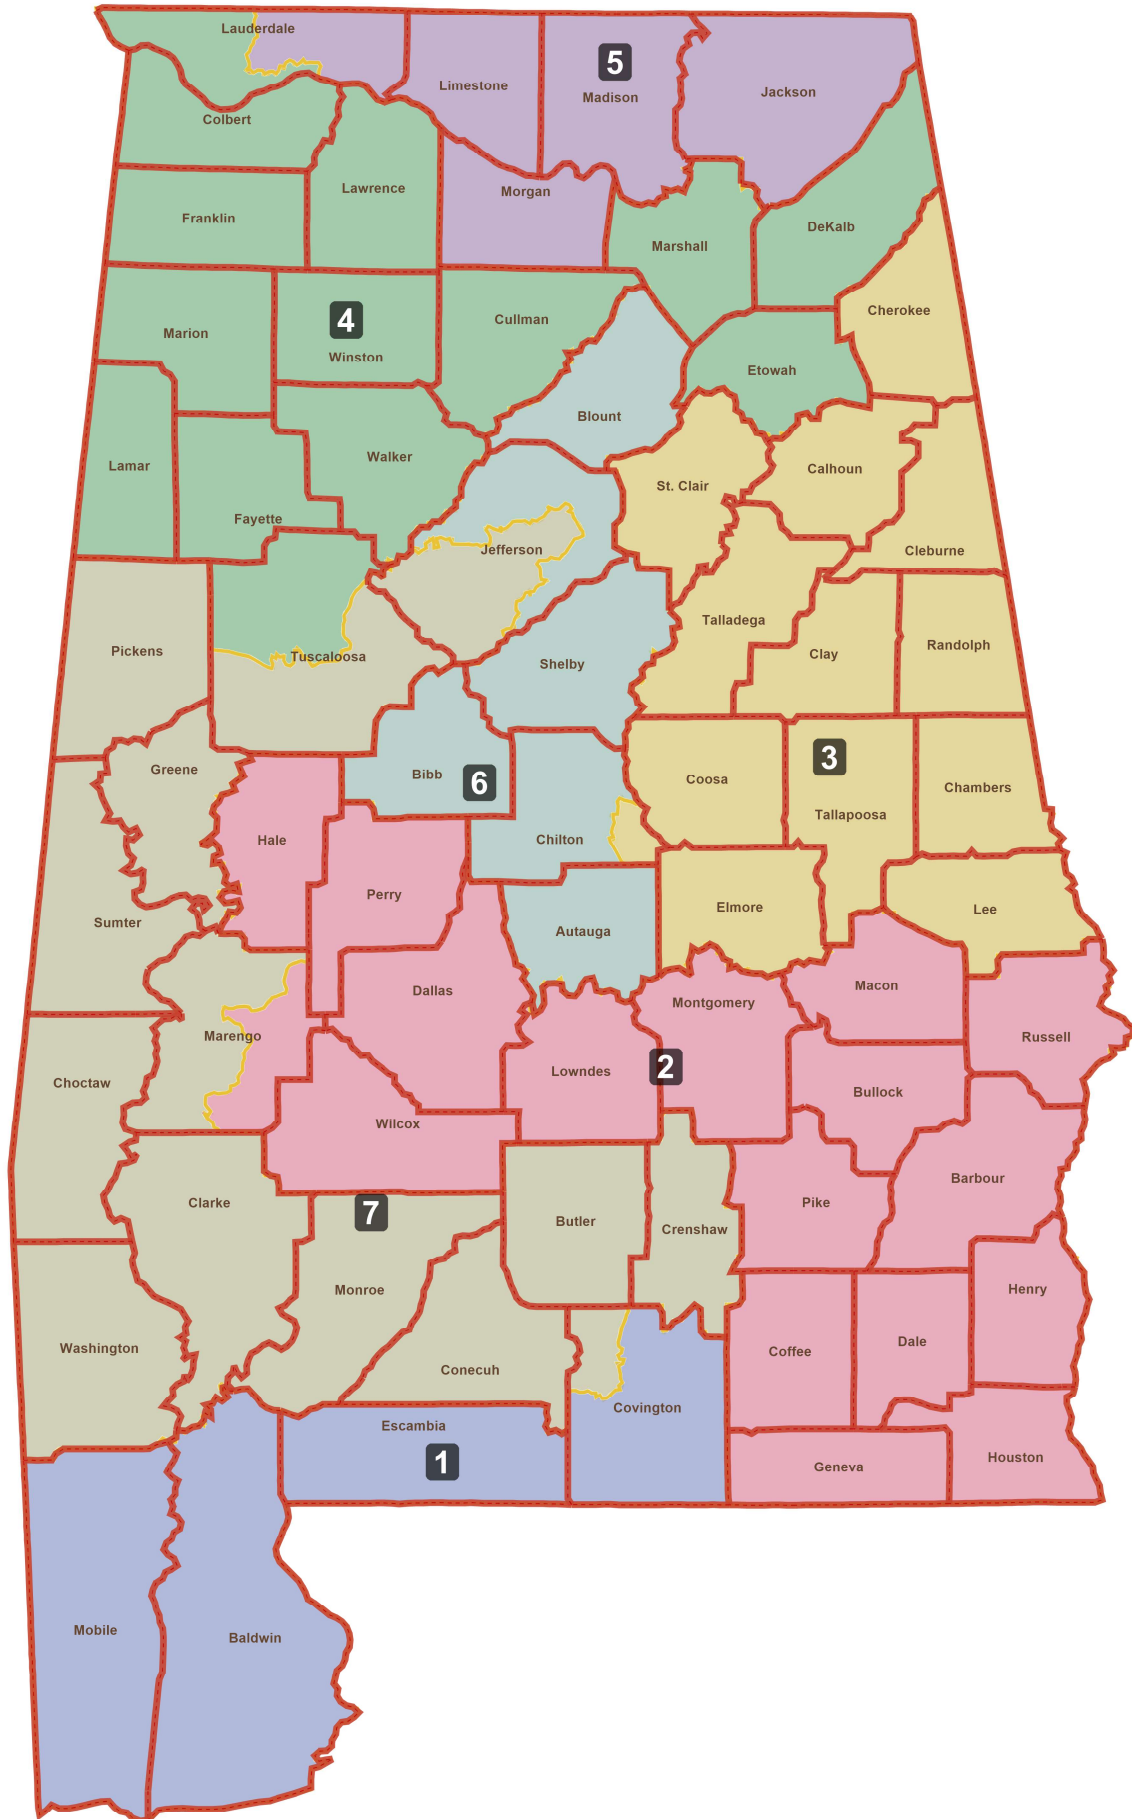 Lauderdale
5
Limestone
Madison
Jackson
Colbert
Lawrence
Morgan
Franklin
Marshall
DeKalb
Cherokee
Marion
4
Winston
Cullman
Etowah
Blount
Lamar
Walker
St. Clair
Calhoun
Fayette
Jefferson
Cleburne
Talladega
Pickens
Tuscaloosa
Shelby
Clay
Randolph
Greene
Bibb
6
Coosa
3
Chambers
Tallapoosa
Hale
Chilton
Perry
Elmore
Lee
Sumter
Autauga
Dallas
Montgomery
Macon
Marengo
Russell
Choctaw
Lowndes
2
Bullock
Wilcox
Clarke
7
Butler
Crenshaw
Pike
Barbour
Monroe
Henry
Washington
Conecuh
Coffee
Dale
Covington
Escambia
1
Geneva
Houston
Mobile
Baldwin